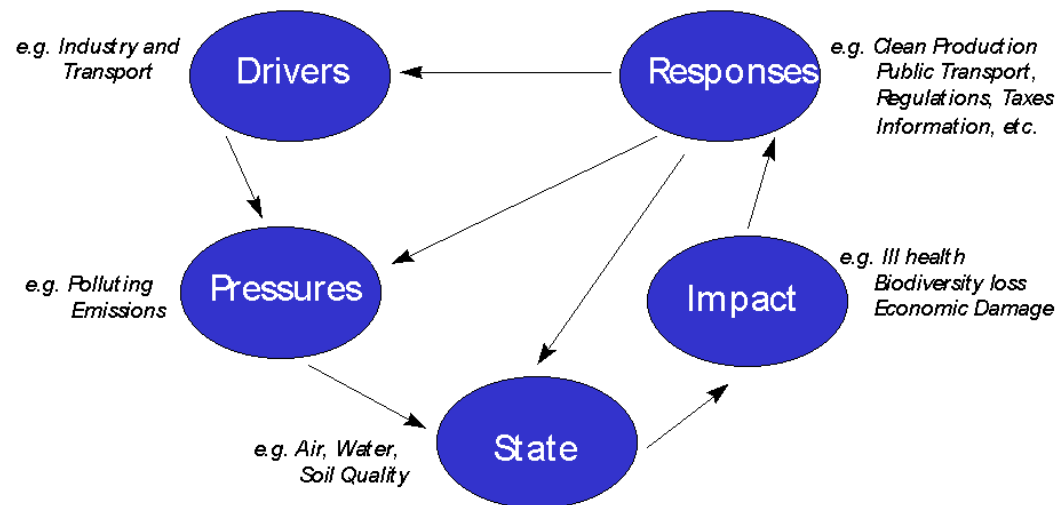 e.g. Industry and
Transport
Drivers
Responses
e.g. Clean Production
Public Transport,
Regulations, Taxes
Information, etc.
e.g. Polluting
Emissions
Pressures
Impact
e.g. Ill health
Biodiversity loss
Economic Damage
e.g. Air, Water,
Soil Quality
State